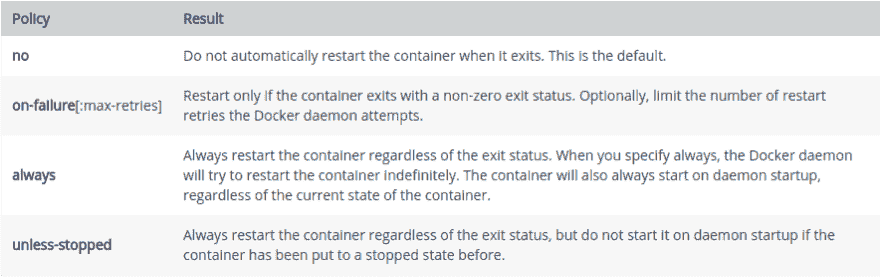 Policy Result
no Do not automatically restart the container when it exits. This is the default.
on-failure[:max-retries] Restart only if the container exits with a non-zero exit status. Optionally, limit the number of restart
retries the Docker daemon attempts.
always Always restart the container regardless of the exit status. When you specify always, the Docker daemon
will try to restart the container indefinitely. The container will also always start on daemon startup,
regardless of the current state of the container.
unless-stopped Always restart the container regardless of the exit status, but do not start it on daemon startup if the
container has been put to a stopped state before.